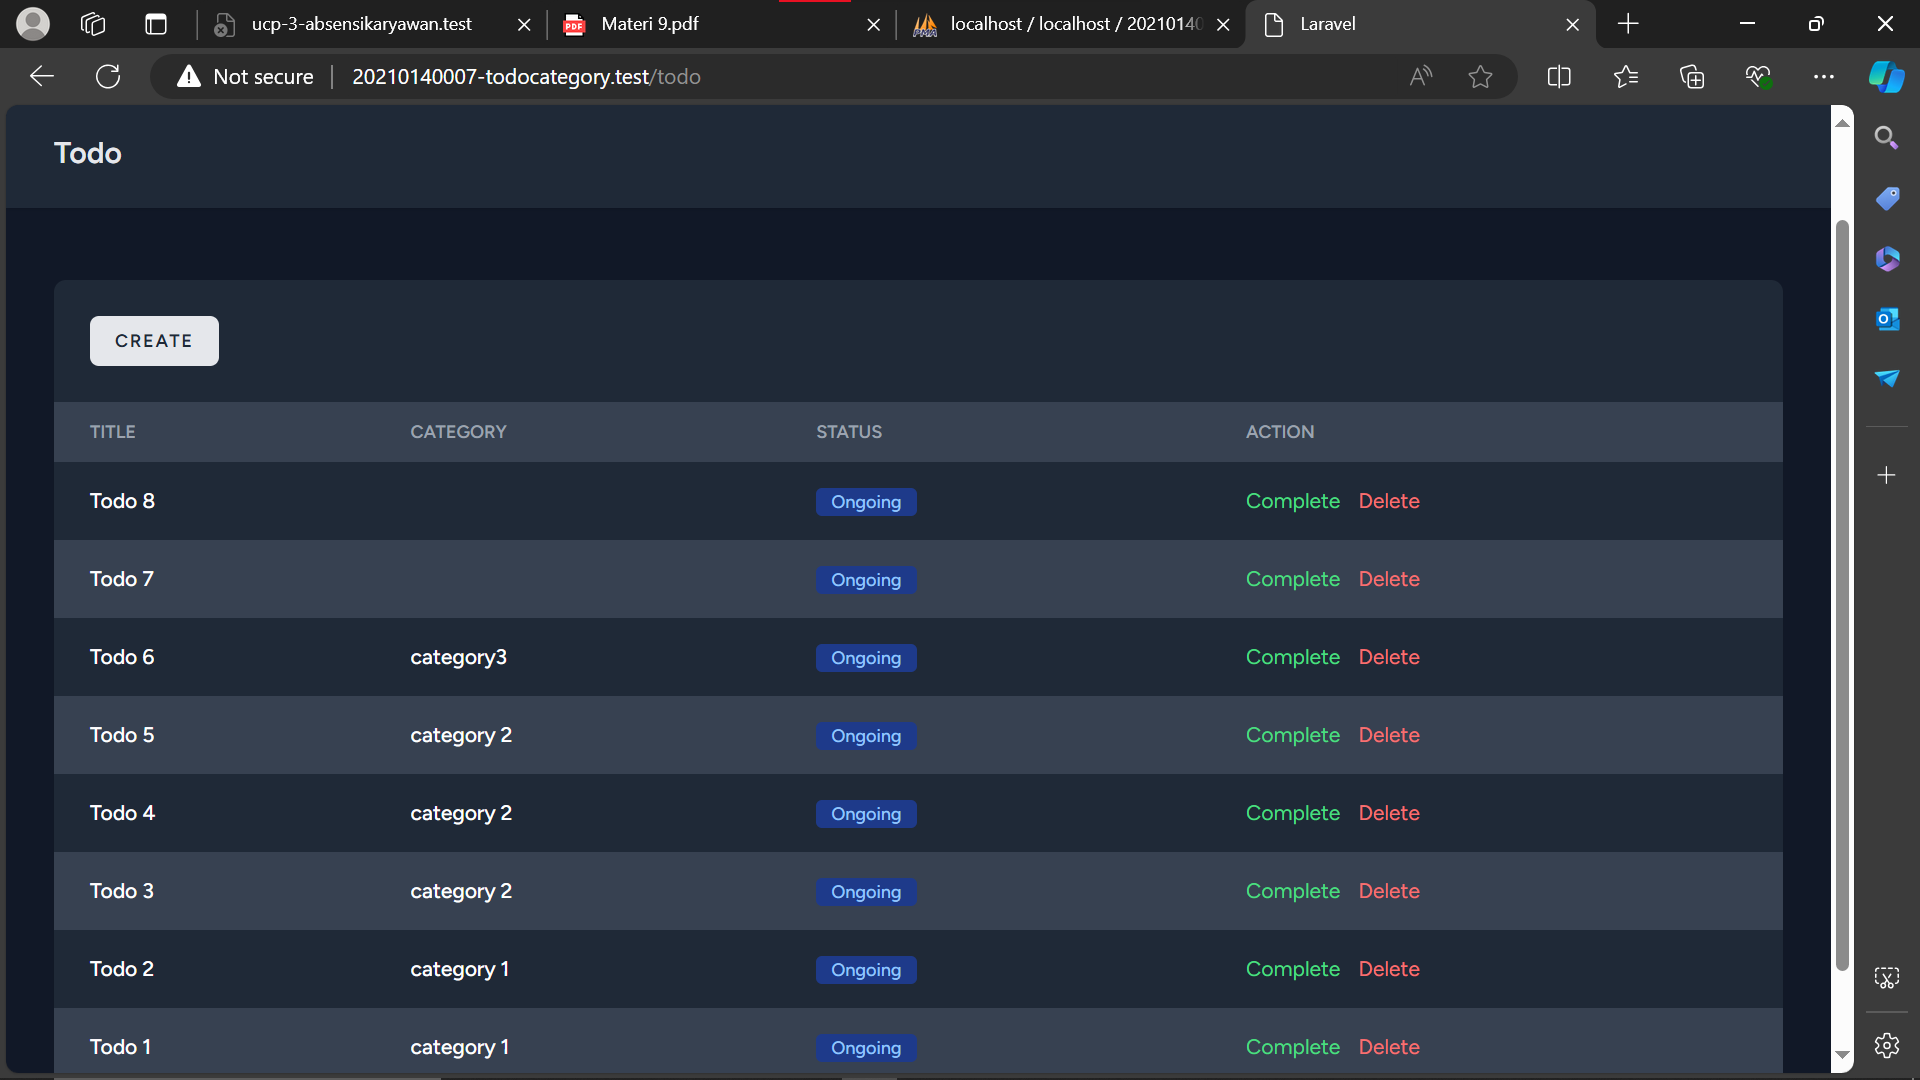 ucp-3-absensikaryawan.test
PDF
Materi 9.pdf
PMA
localhost / localhost / 20210140
Laravel
Not secure
20210140007-todocategory.test/todo
Todo
CREATE
TITLE CATEGORY STATUS ACTION
Todo 8 Ongoing Complete Delete
Todo 7 Ongoing Complete Delete
Todo 6 category3 Ongoing Complete Delete
Todo 5 category 2 Ongoing Complete Delete
Todo 4 category 2 Ongoing Complete Delete
Todo 3 category 2 Ongoing Complete Delete
Todo 2 category 1 Ongoing Complete Delete
Todo 1 category 1 Ongoing Complete Delete